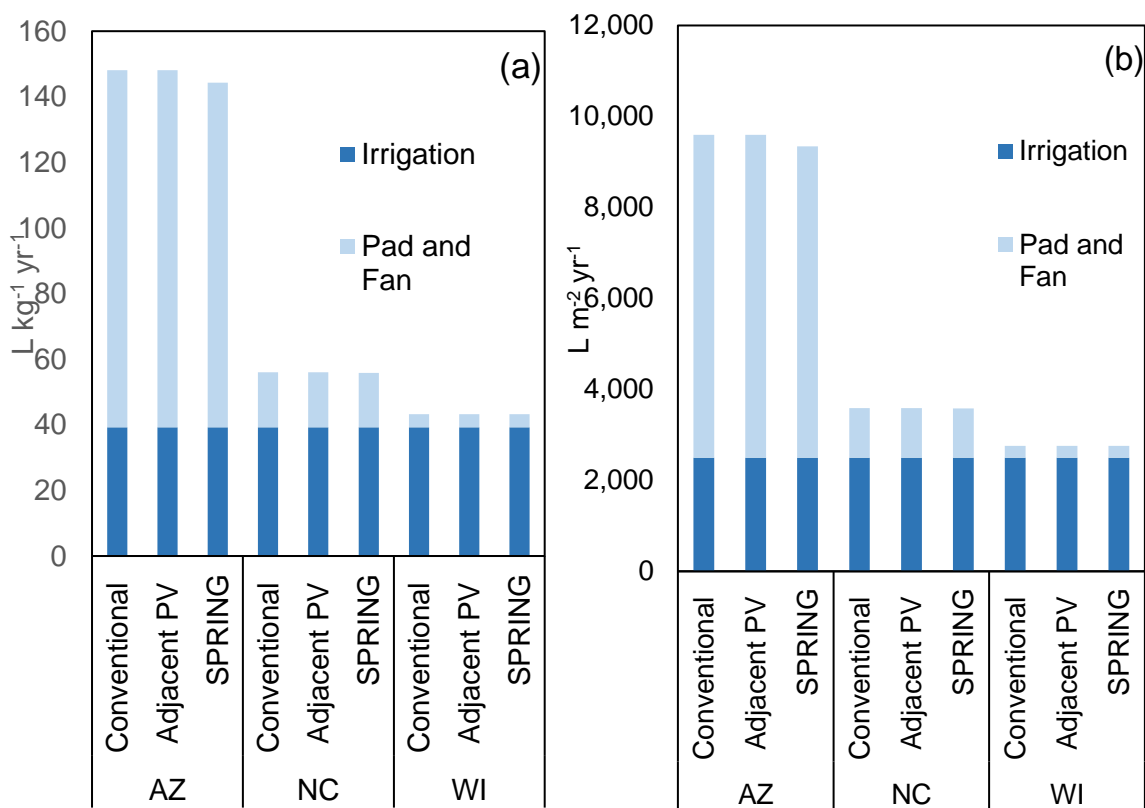 (a)
160
140
120
100
80
60
40
20
0
L kg-1 yr-1
Irrigation
Pad and
Fan
Conventional
Adjacent PV
SPRING
Conventional
Adjacent PV
SPRING
Conventional
Adjacent PV
SPRING
AZ
NC
WI
(b)
12,000
10,000
8,000
6,000
4,000
2,000
0
L m-2 yr-1
Irrigation
Pad and
Fan
Conventional
Adjacent PV
SPRING
Conventional
Adjacent PV
SPRING
Conventional
Adjacent PV
SPRING
AZ
NC
WI